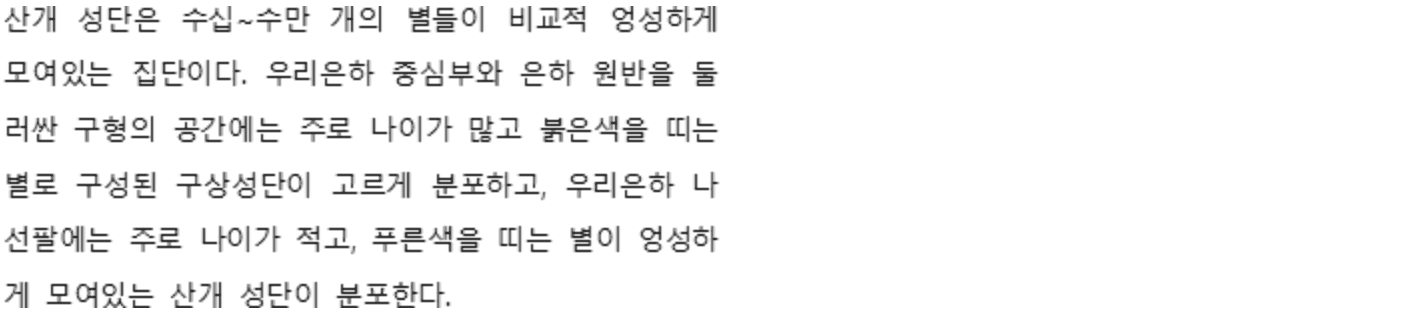 산개 성단은 수십~수만 개의 별들이 비교적 엉성하게
모여있는 집단이다. 우리은하 중심부와 은하 원반을 둘
러싼 구형의 공간에는 주로 나이가 많고 붉은색을 띠는
별로 구성된 구상성단이 고르게 분포하고, 우리은하 나
선팔에는 주로 나이가 적고, 푸른색을 띠는 별이 엉성하
게 모여있는 산개 성단이 분포한다.